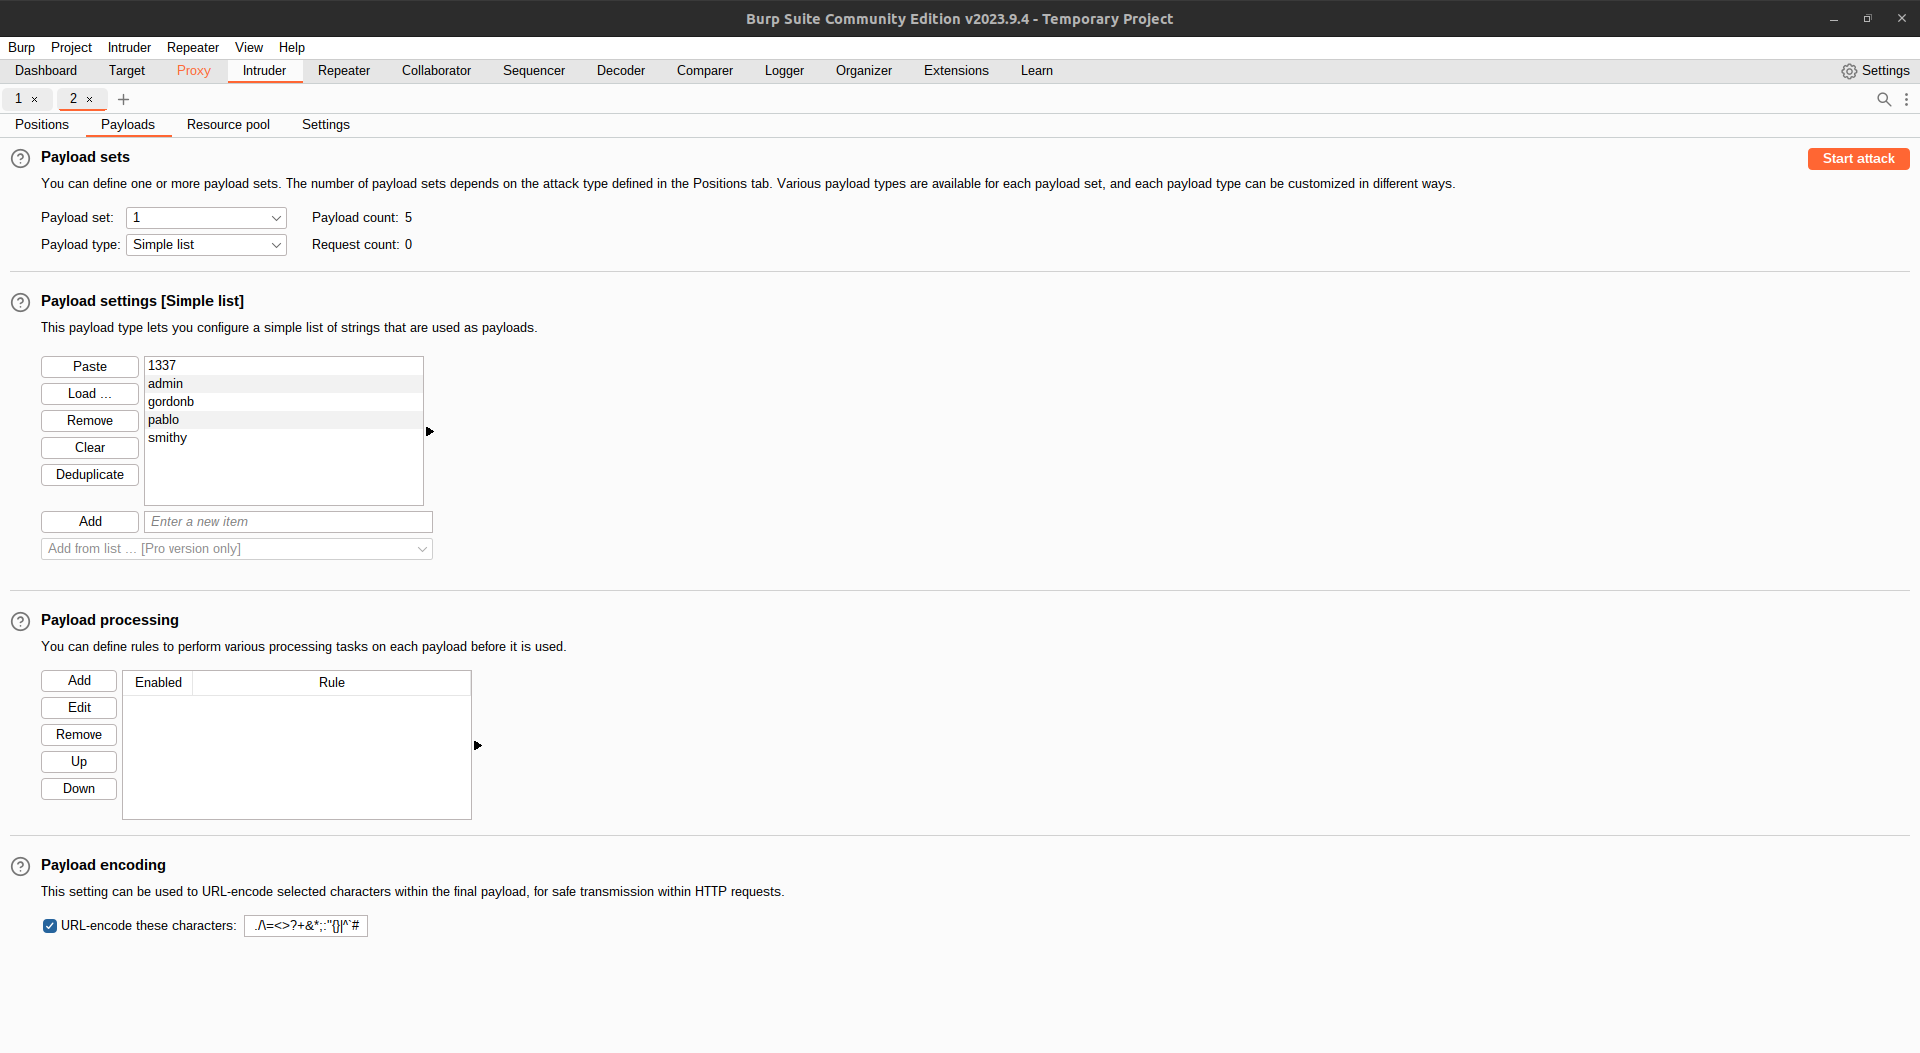 Burp Suite Community Edition v2023.9.4 - Temporary Project
Burp Project Intruder Repeater View Help
Dashboard Target Proxy Intruder Repeater Collaborator Sequencer Decoder Comparer Logger Organizer Extensions Learn Settings
1 × 2 × +
Positions Payloads Resource pool Settings
? Payload sets
Start attack
You can define one or more payload sets. The number of payload sets depends on the attack type defined in the Positions tab. Various payload types are available for each payload set, and each payload type can be customized in different ways.
Payload set: 1 Payload count: 5
Payload type: Simple list Request count: 0
? Payload settings [Simple list]
This payload type lets you configure a simple list of strings that are used as payloads.
Paste
Load ...
Remove
Clear
Deduplicate
1337
admin
gordonb
pablo
smithy
Add Enter a new item
Add from list ... [Pro version only]
? Payload processing
You can define rules to perform various processing tasks on each payload before it is used.
Add
Edit
Remove
Up
Down
Enabled Rule
? Payload encoding
This setting can be used to URL-encode selected characters within the final payload, for safe transmission within HTTP requests.
URL-encode these characters: ./\=<>?+&*;:"{}|^`#